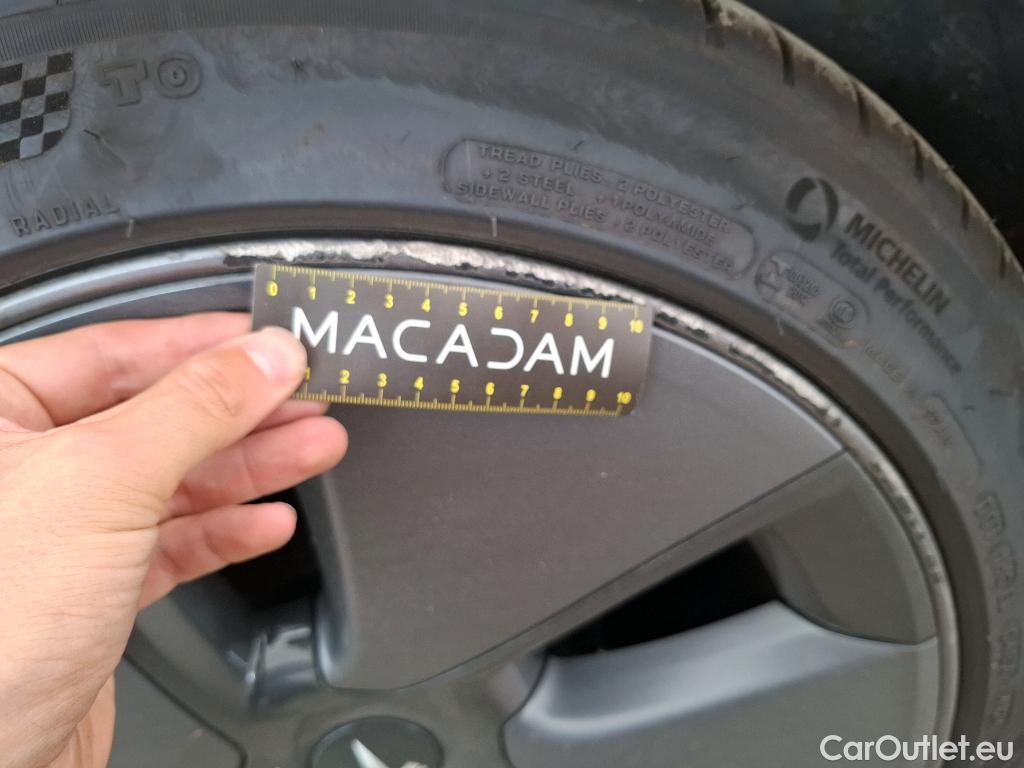 TO
RADIAL
TREAD PLIES: 2 POLYESTER
+ 2 STEEL + 1 POLYAMIDE
SIDEWALL PLIES : 2 POLYESTER
MICHELIN
Total Performance
0 1 2 3 4 5 6 7 8 9 10
MACADAM
1 2 3 4 5 6 7 8 9 10
CarOutlet.eu